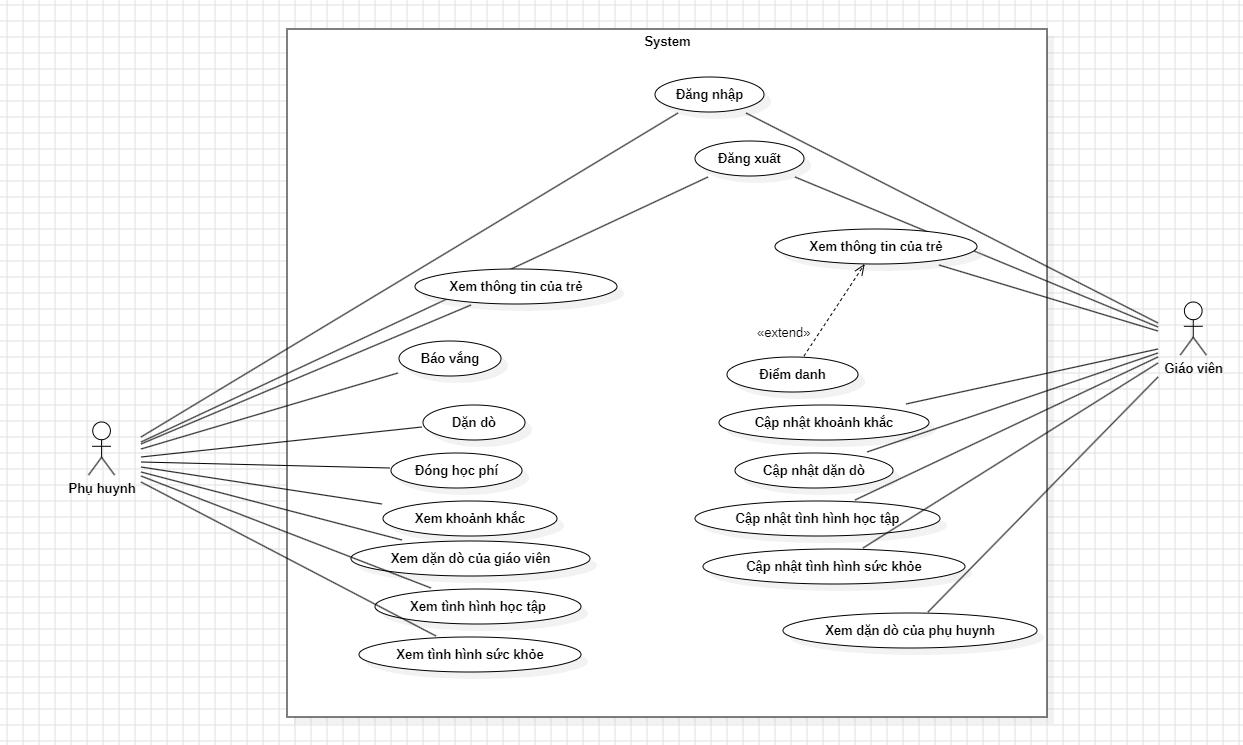 System
Đăng nhập
Đăng xuất
Xem thông tin của trẻ
Xem thông tin của trẻ
«extend»
Báo vắng
Điểm danh
Giáo viên
Dặn dò
Cập nhật khoảnh khắc
Đóng học phí
Cập nhật dặn dò
Phụ huynh
Xem khoảnh khắc
Cập nhật tình hình học tập
Xem dặn dò của giáo viên
Cập nhật tình hình sức khỏe
Xem tình hình học tập
Xem dặn dò của phụ huynh
Xem tình hình sức khỏe